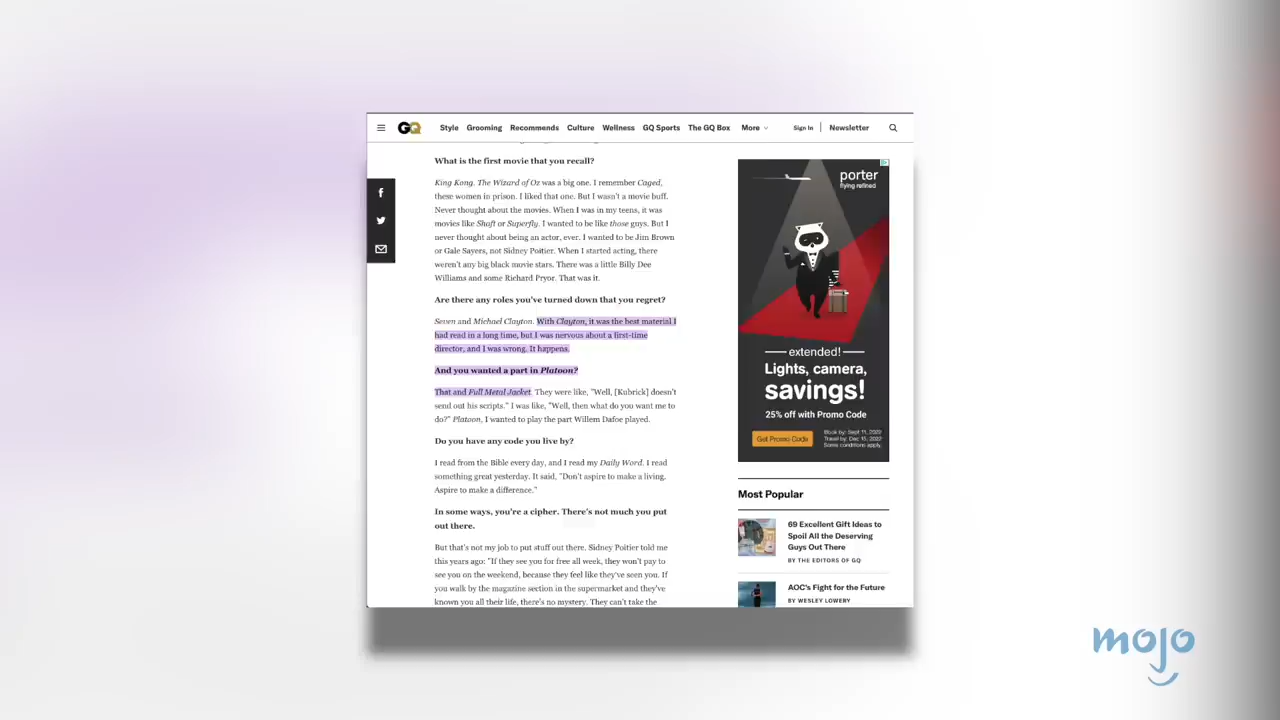 GQ Style Grooming Recommends Culture Wellness GQ Sports The GQ Box More Sign In Newsletter
What is the first movie that you recall?
King Kong. The Wizard of Oz was a big one. I remember Caged,
these women in prison. I liked that one. But I wasn't a movie buff.
Never thought about the movies. When I was in my teens, it was
movies like Shaft or Superfly. I wanted to be like those guys. But I
never thought about being an actor, ever. I wanted to be Jim Brown
or Gale Sayers, not Sidney Poitier. When I started acting, there
weren't any big black movie stars. There was a little Billy Dee
Williams and some Richard Pryor. That was it.
Are there any roles you've turned down that you regret?
Seven and Michael Clayton. With Clayton, it was the best material I
had read in a long time, but I was nervous about a first-time
director, and I was wrong. It happens.
And you wanted a part in Platoon?
That and Full Metal Jacket. They were like, "Well, [Kubrick] doesn't
send out his scripts." I was like, "Well, then what do you want me to
do?" Platoon, I wanted to play the part Willem Dafoe played.
Do you have any code you live by?
I read from the Bible every day, and I read my Daily Word. I read
something great yesterday. It said, "Don't aspire to make a living.
Aspire to make a difference."
In some ways, you're a cipher. There's not much you put
out there.
But that's not my job to put stuff out there. Sidney Poitier told me
this years ago: "If they see you for free all week, they won't pay to
see you on the weekend, because they feel like they've seen you. If
you walk by the magazine section in the supermarket and they've
known you all their life, there's no mystery. They can't take the
porter
flying refined
extended!
Lights, camera,
savings!
25% off with Promo Code
Get Promo Code
Book by: Sept 11, 2022
Travel by: Dec 15, 2022
Some conditions apply.
Most Popular
69 Excellent Gift Ideas to
Spoil All the Deserving
Guys Out There
BY THE EDITORS OF GQ
AOC's Fight for the Future
BY WESLEY LOWERY
mojo